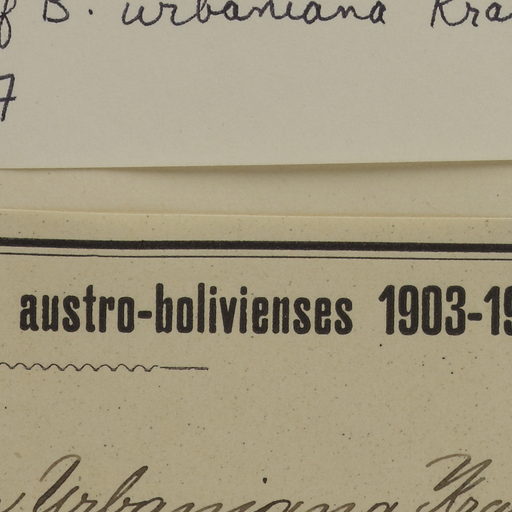 f B. urbaniana Kra
7
austro-bolivienses 1903-19
Urbaniana Kra